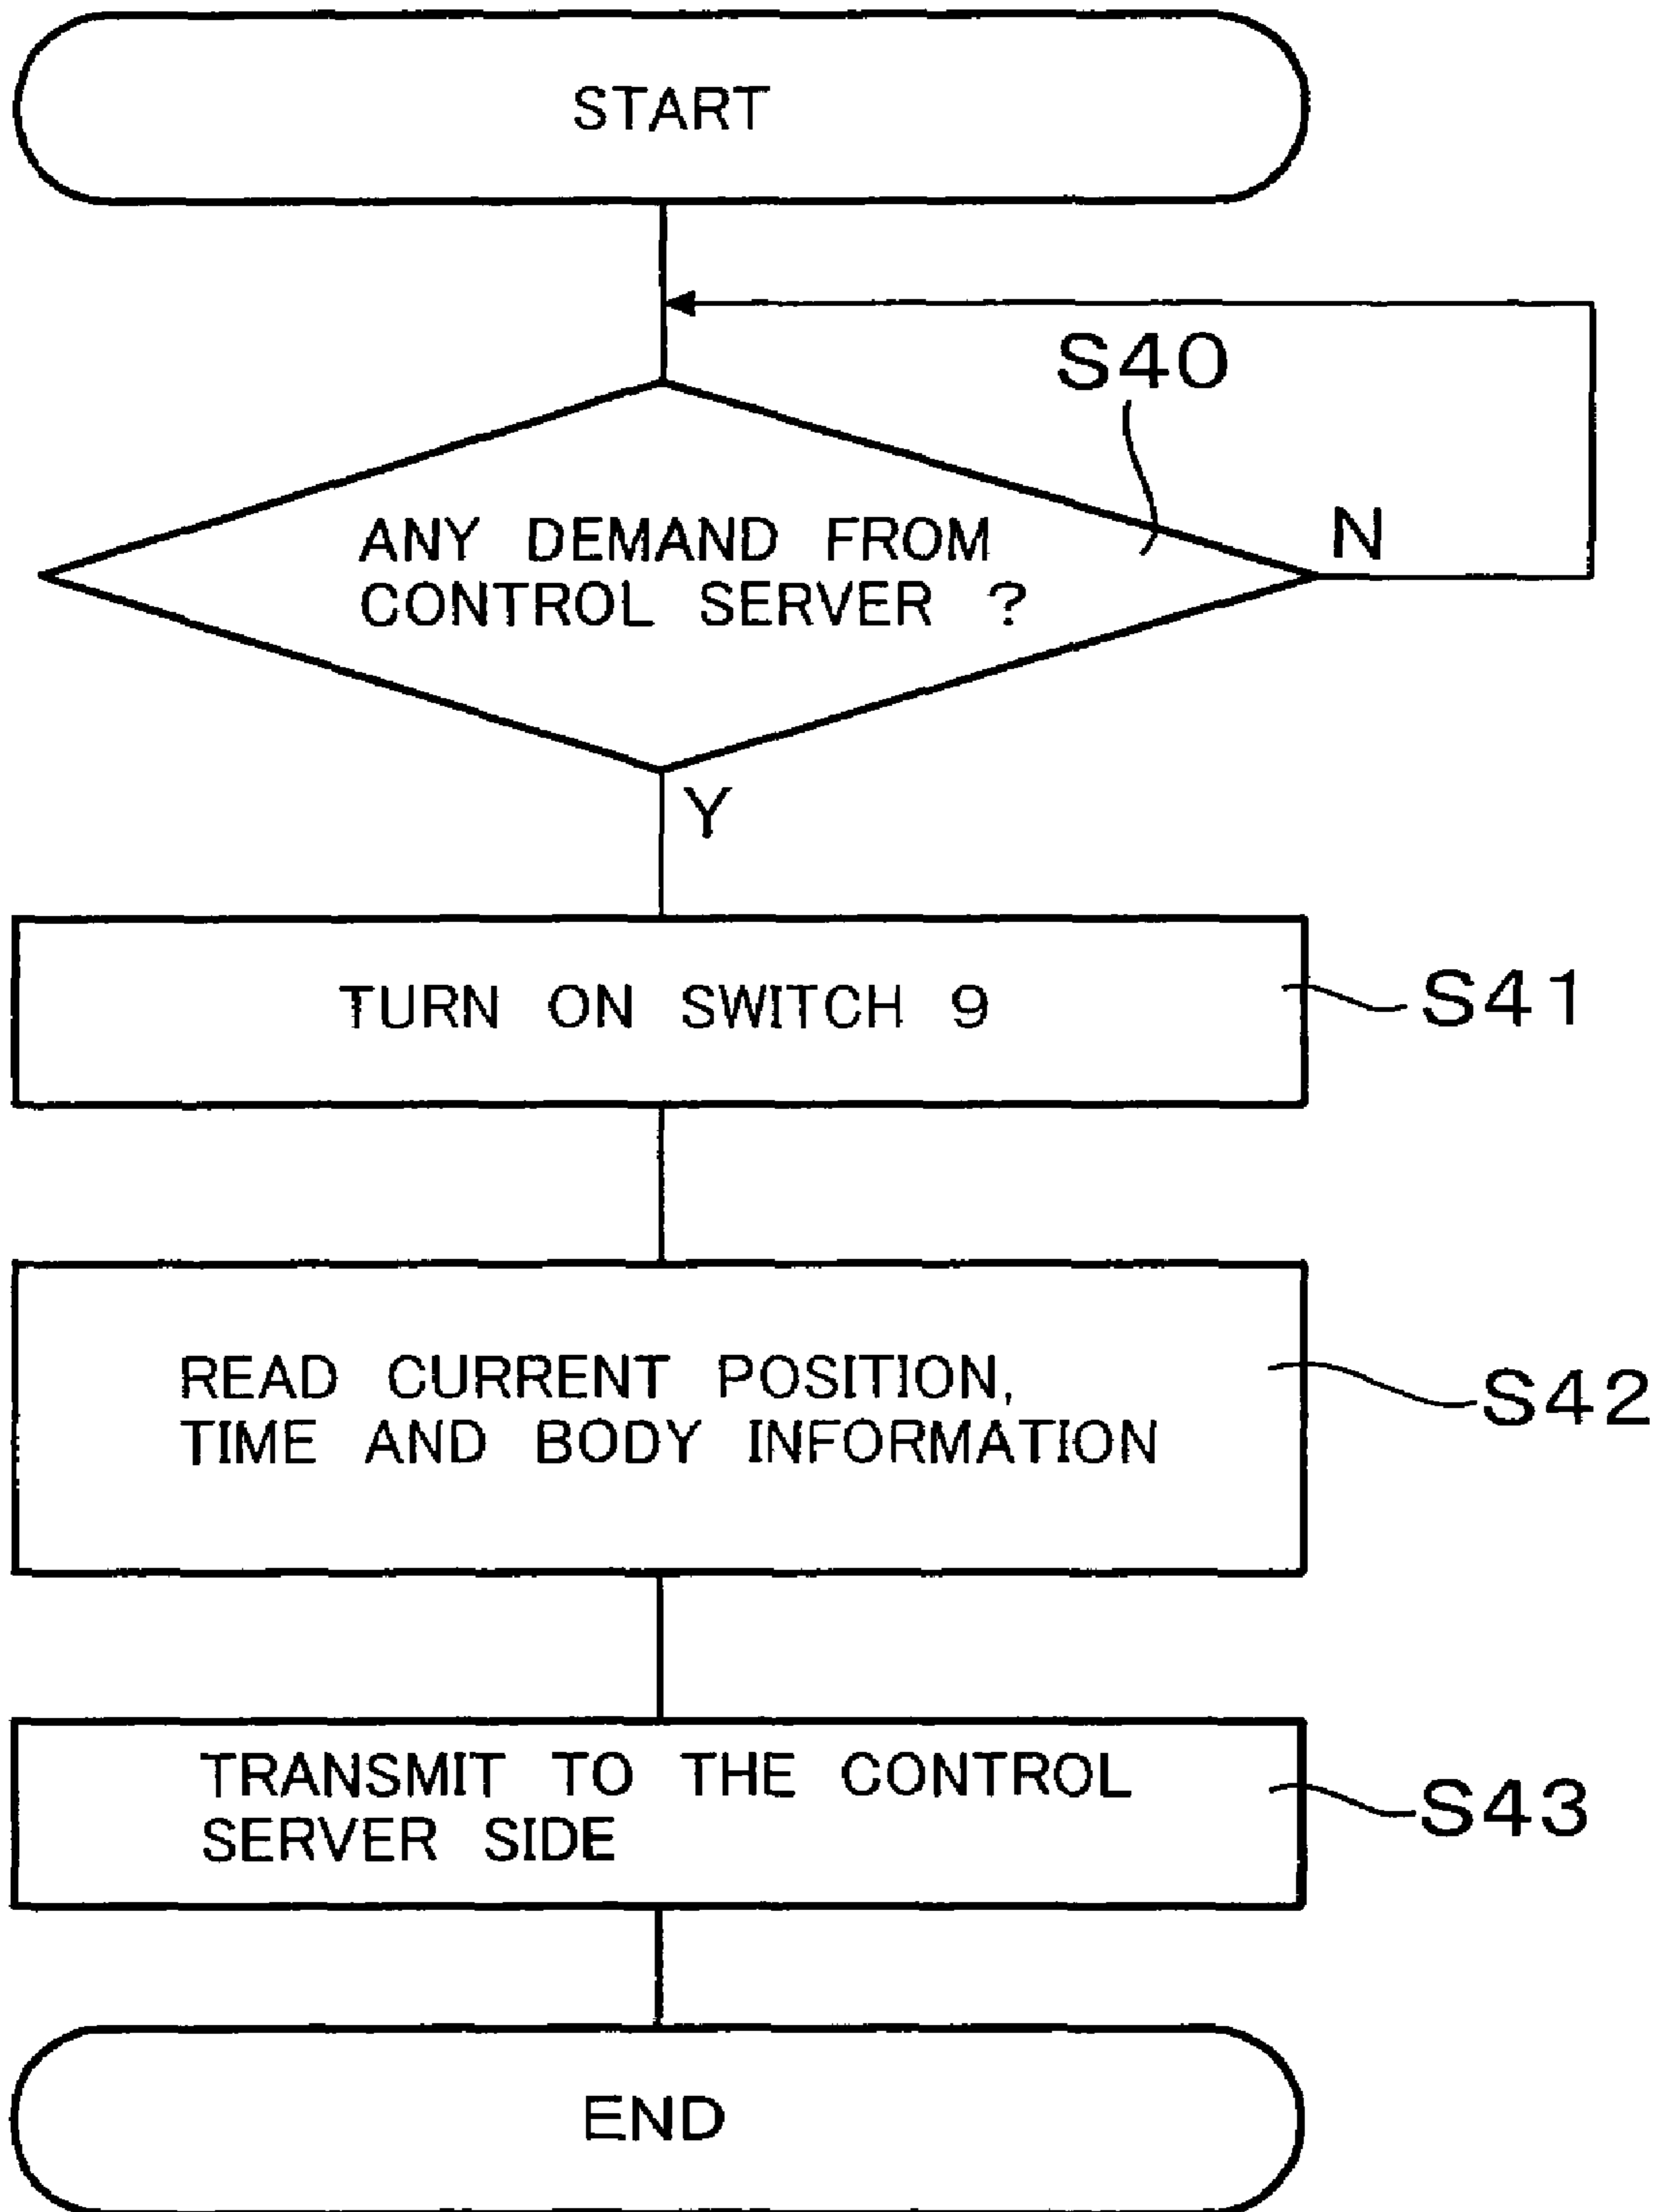 START
S40
ANY DEMAND FROM
CONTROL SERVER ?
N
Y
TURN ON SWITCH 9
S41
READ CURRENT POSITION,
TIME AND BODY INFORMATION
S42
TRANSMIT TO THE CONTROL
SERVER SIDE
S43
END